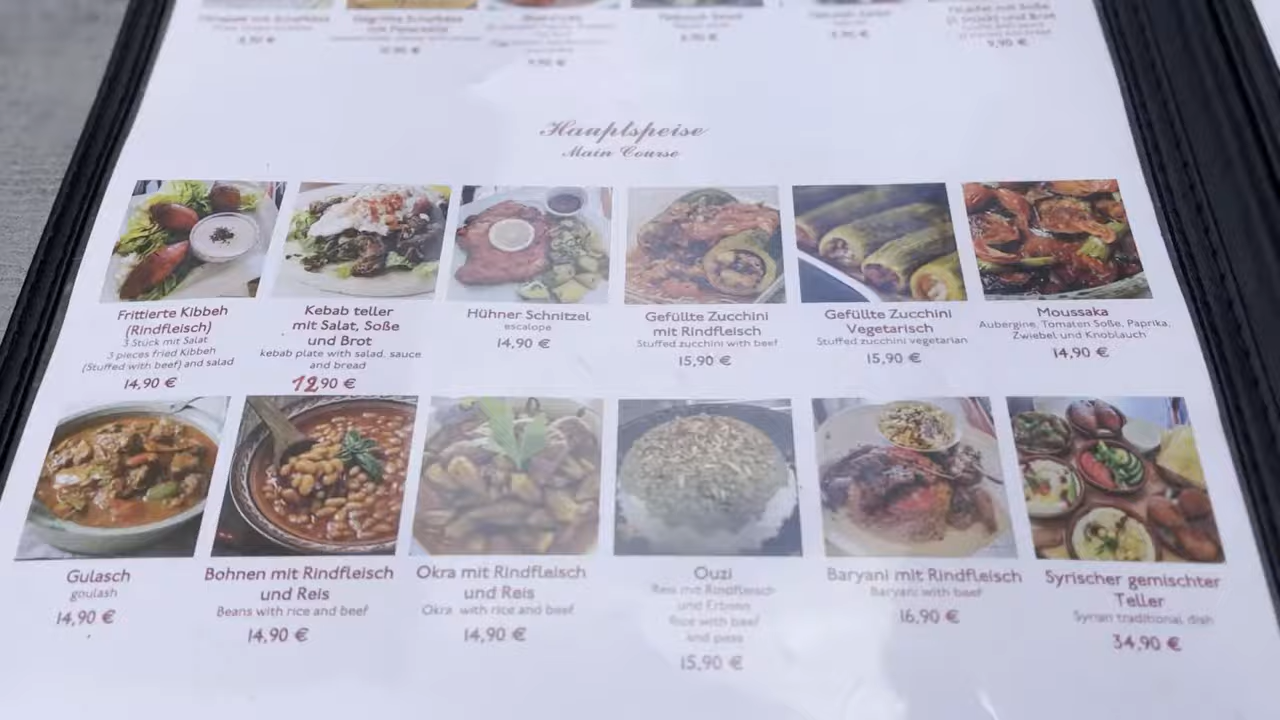 9,90 €
Hauptspeise
Main Course
Frittierte Kibbeh
(Rindfleisch)
3 Stück mit Salat
3 pieces fried Kibbeh
(Stuffed with beef) and salad
14,90 €
Kebab teller
mit Salat, Soße
und Brot
kebab plate with salad, sauce
and bread
12,90 €
Hühner Schnitzel
escalope
14,90 €
Gefüllte Zucchini
mit Rindfleisch
Stuffed zucchini with beef
15,90 €
Gefüllte Zucchini
Vegetarisch
Stuffed zucchini vegetarian
15,90 €
Moussaka
Aubergine, Tomaten Soße, Paprika,
Zwiebel und Knoblauch
14,90 €
Gulasch
goulash
14,90 €
Bohnen mit Rindfleisch
und Reis
Beans with rice and beef
14,90 €
Okra mit Rindfleisch
und Reis
Okra with rice and beef
14,90 €
Ouzi
Reis mit Rindfleisch
und Erbsen
Rice with beef
and peas
15,90 €
Baryani mit Rindfleisch
Baryani with beef
16,90 €
Syrischer gemischter
Teller
Syrian traditional dish
34,90 €